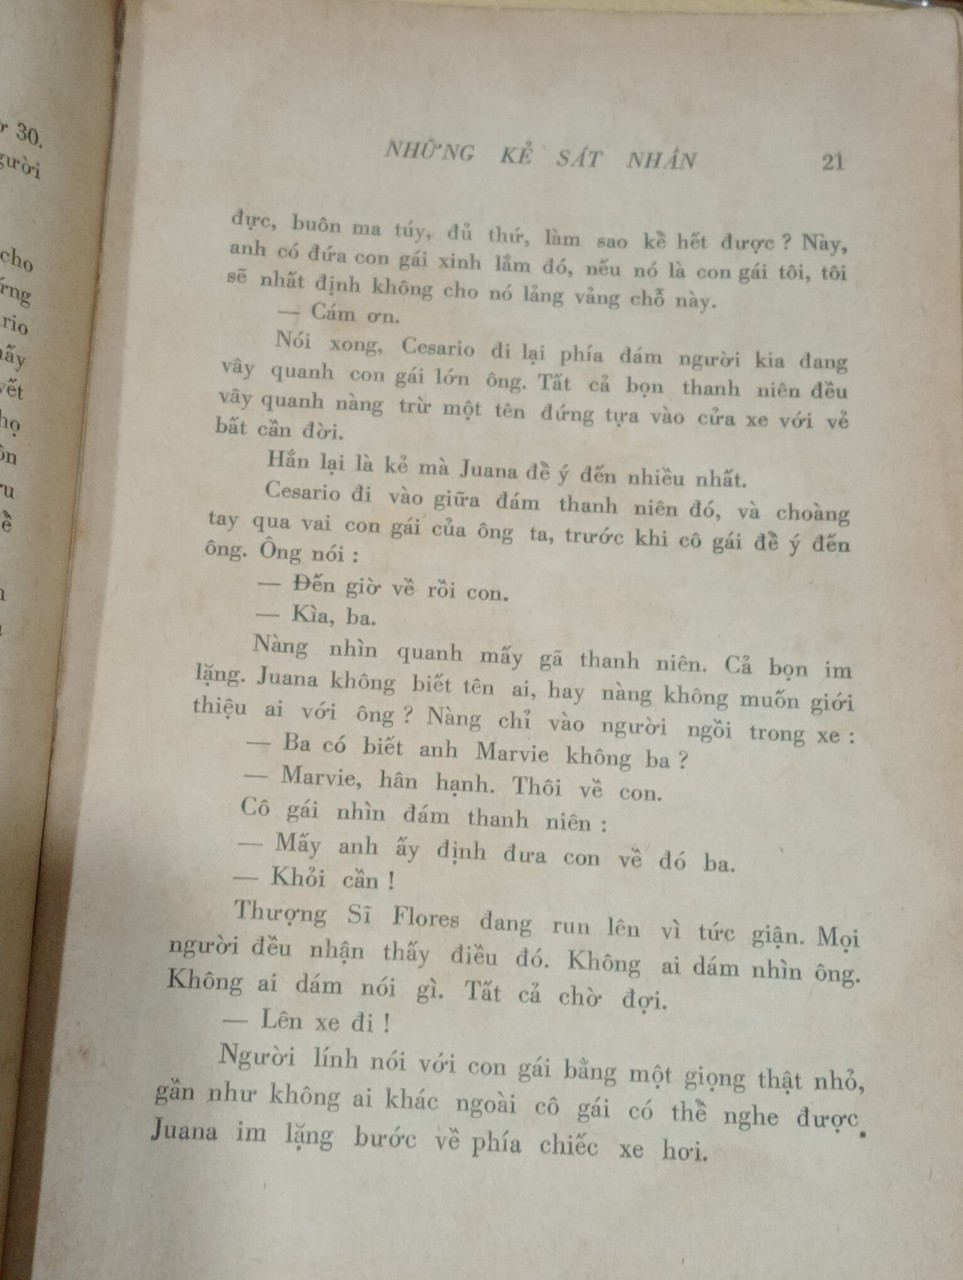 ừ 30.
cho
rio
họ
NHỮNG KẺ SÁT NHÂN 21
đực, buôn ma túy, đủ thứ, làm sao kể hết được ? Này,
anh có đứa con gái xinh lắm đó, nếu nó là con gái tôi, tôi
sẽ nhất định không cho nó lảng vảng chỗ này.
— Cám ơn.
Nói xong, Cesario đi lại phía đám người kia đang
vây quanh con gái lớn ông. Tất cả bọn thanh niên đều
vây quanh nàng trừ một tên đứng tựa vào cửa xe với vẻ
bất cần đời.
Hắn lại là kẻ mà Juana để ý đến nhiều nhất.
Cesario đi vào giữa đám thanh niên đó, và choàng
tay qua vai con gái của ông ta, trước khi cô gái để ý đến
ông. Ông nói :
— Đến giờ về rồi con.
— Kìa, ba.
Nàng nhìn quanh mấy gã thanh niên. Cả bọn im
lặng. Juana không biết tên ai, hay nàng không muốn giới
thiệu ai với ông ? Nàng chỉ vào người ngồi trong xe :
— Ba có biết anh Marvie không ba ?
— Marvie, hân hạnh. Thôi về con.
Cô gái nhìn đám thanh niên :
— Mấy anh ấy định đưa con về đó ba.
— Khỏi cần !
Thượng Sĩ Flores đang run lên vì tức giận. Mọi
người đều nhận thấy điều đó. Không ai dám nhìn ông.
Không ai dám nói gì. Tất cả chờ đợi.
— Lên xe đi !
Người lính nói với con gái bằng một giọng thật nhỏ,
gần như không ai khác ngoài cô gái có thể nghe được.
Juana im lặng bước về phía chiếc xe hơi.